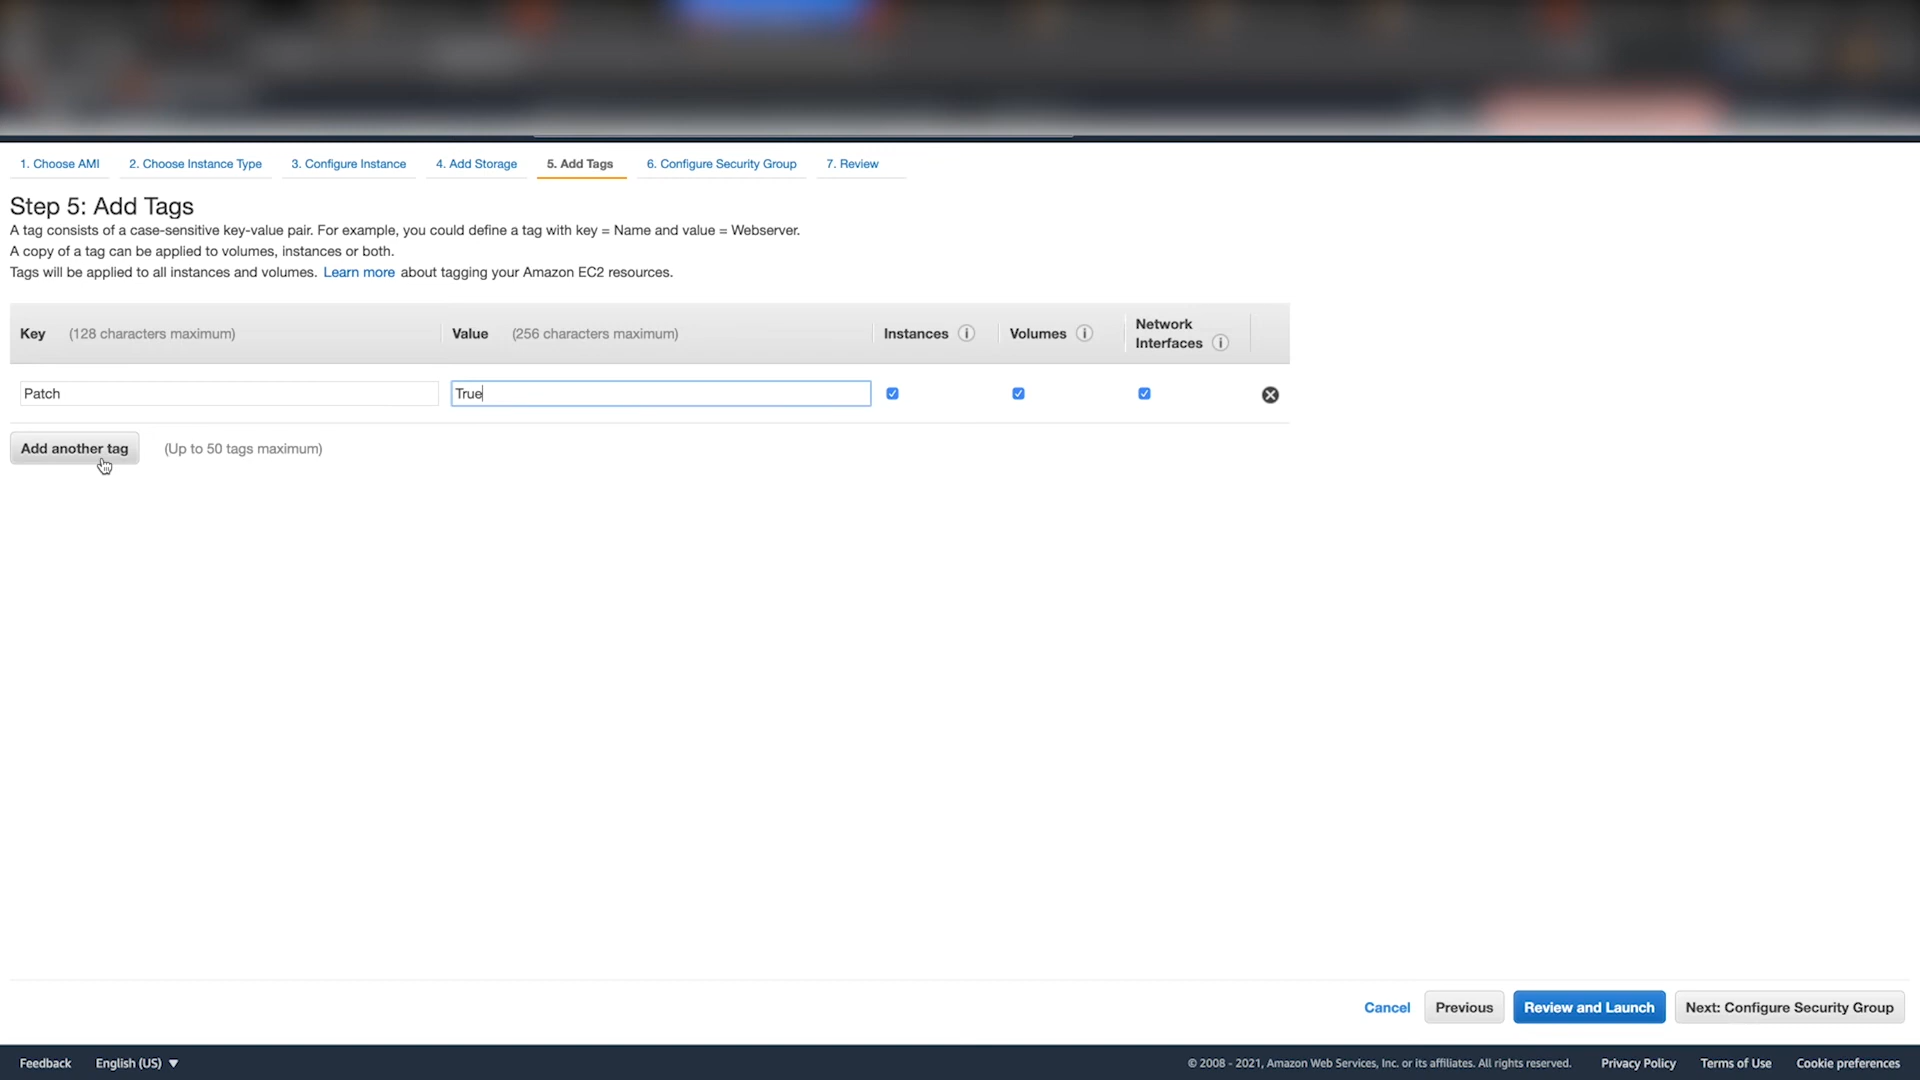 1. Choose AMI 2. Choose Instance Type 3. Configure Instance 4. Add Storage 5. Add Tags 6. Configure Security Group 7. Review
Step 5: Add Tags
A tag consists of a case-sensitive key-value pair. For example, you could define a tag with key = Name and value = Webserver.
A copy of a tag can be applied to volumes, instances or both.
Tags will be applied to all instances and volumes. Learn more about tagging your Amazon EC2 resources.
Key (128 characters maximum) Value (256 characters maximum) Instances i Volumes i Network Interfaces i
Patch True
Add another tag (Up to 50 tags maximum)
Cancel Previous Review and Launch Next: Configure Security Group
Feedback English (US) © 2008 - 2021, Amazon Web Services, Inc. or its affiliates. All rights reserved. Privacy Policy Terms of Use Cookie preferences